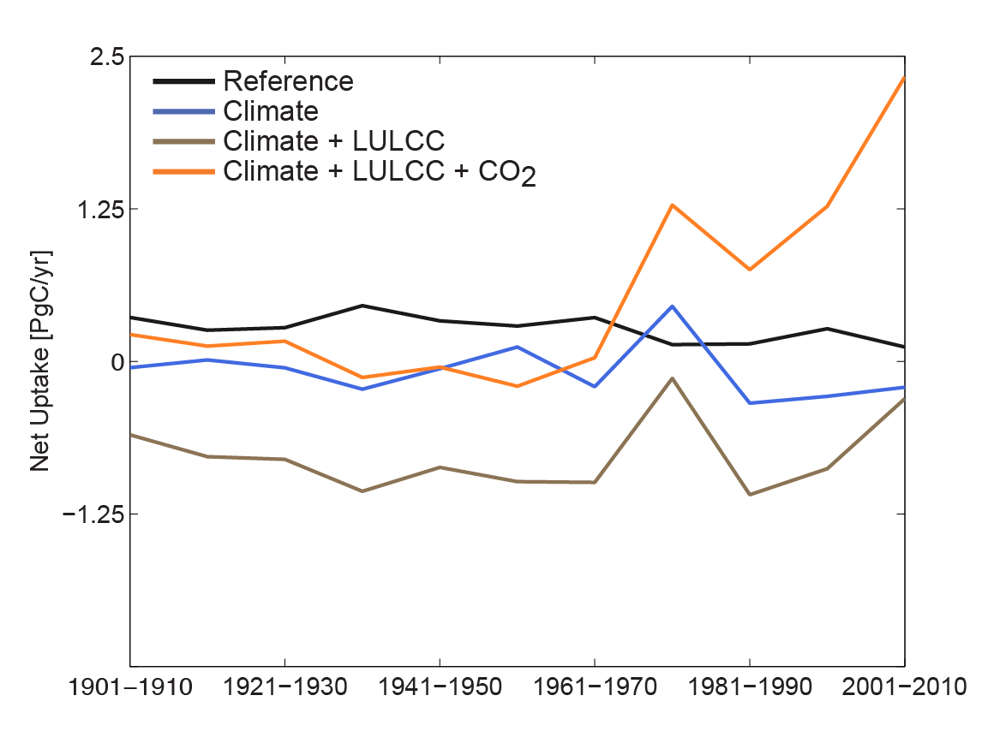 2.5
Reference
Climate
Climate + LULCC
Climate + LULCC + CO2
1.25
Net Uptake [PgC/yr]
0
−1.25
1901−1910 1921−1930 1941−1950 1961−1970 1981−1990 2001−2010